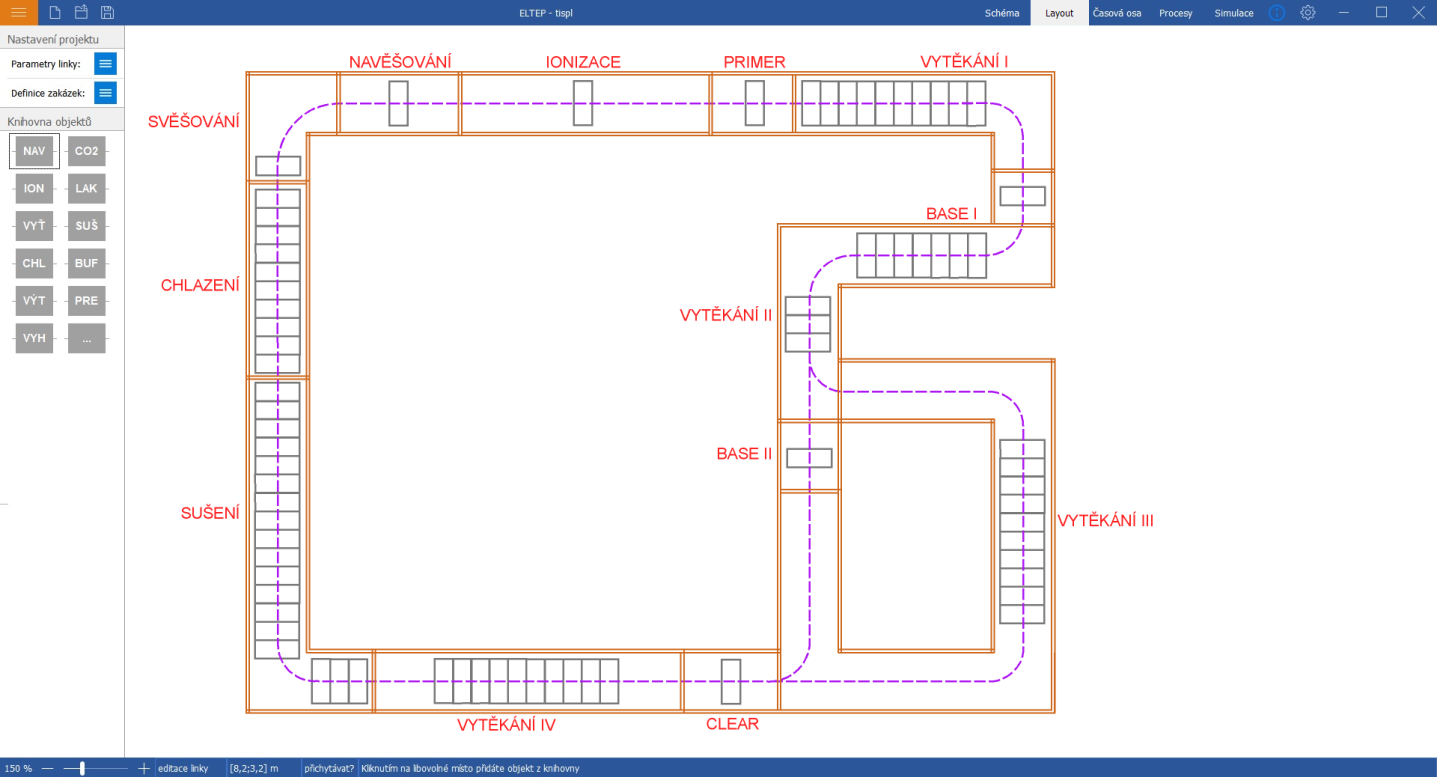 ELTEP - tispl
Schéma Layout Časová osa Procesy Simulace
Nastavení projektu
Parametry linky:
Definice zakázek:
Knihovna objektů
NAV CO2
ION LAK
VYŤ SUŠ
CHL BUF
VÝT PRE
VYH ...
NAVĚŠOVÁNÍ IONIZACE PRIMER VYTĚKÁNÍ I
SVĚŠOVÁNÍ
BASE I
CHLAZENÍ
VYTĚKÁNÍ II
BASE II
SUŠENÍ
VYTĚKÁNÍ III
VYTĚKÁNÍ IV CLEAR
150 % editace linky [8,2;3,2] m přichytávat? Kliknutím na libovolné místo přidáte objekt z knihovny